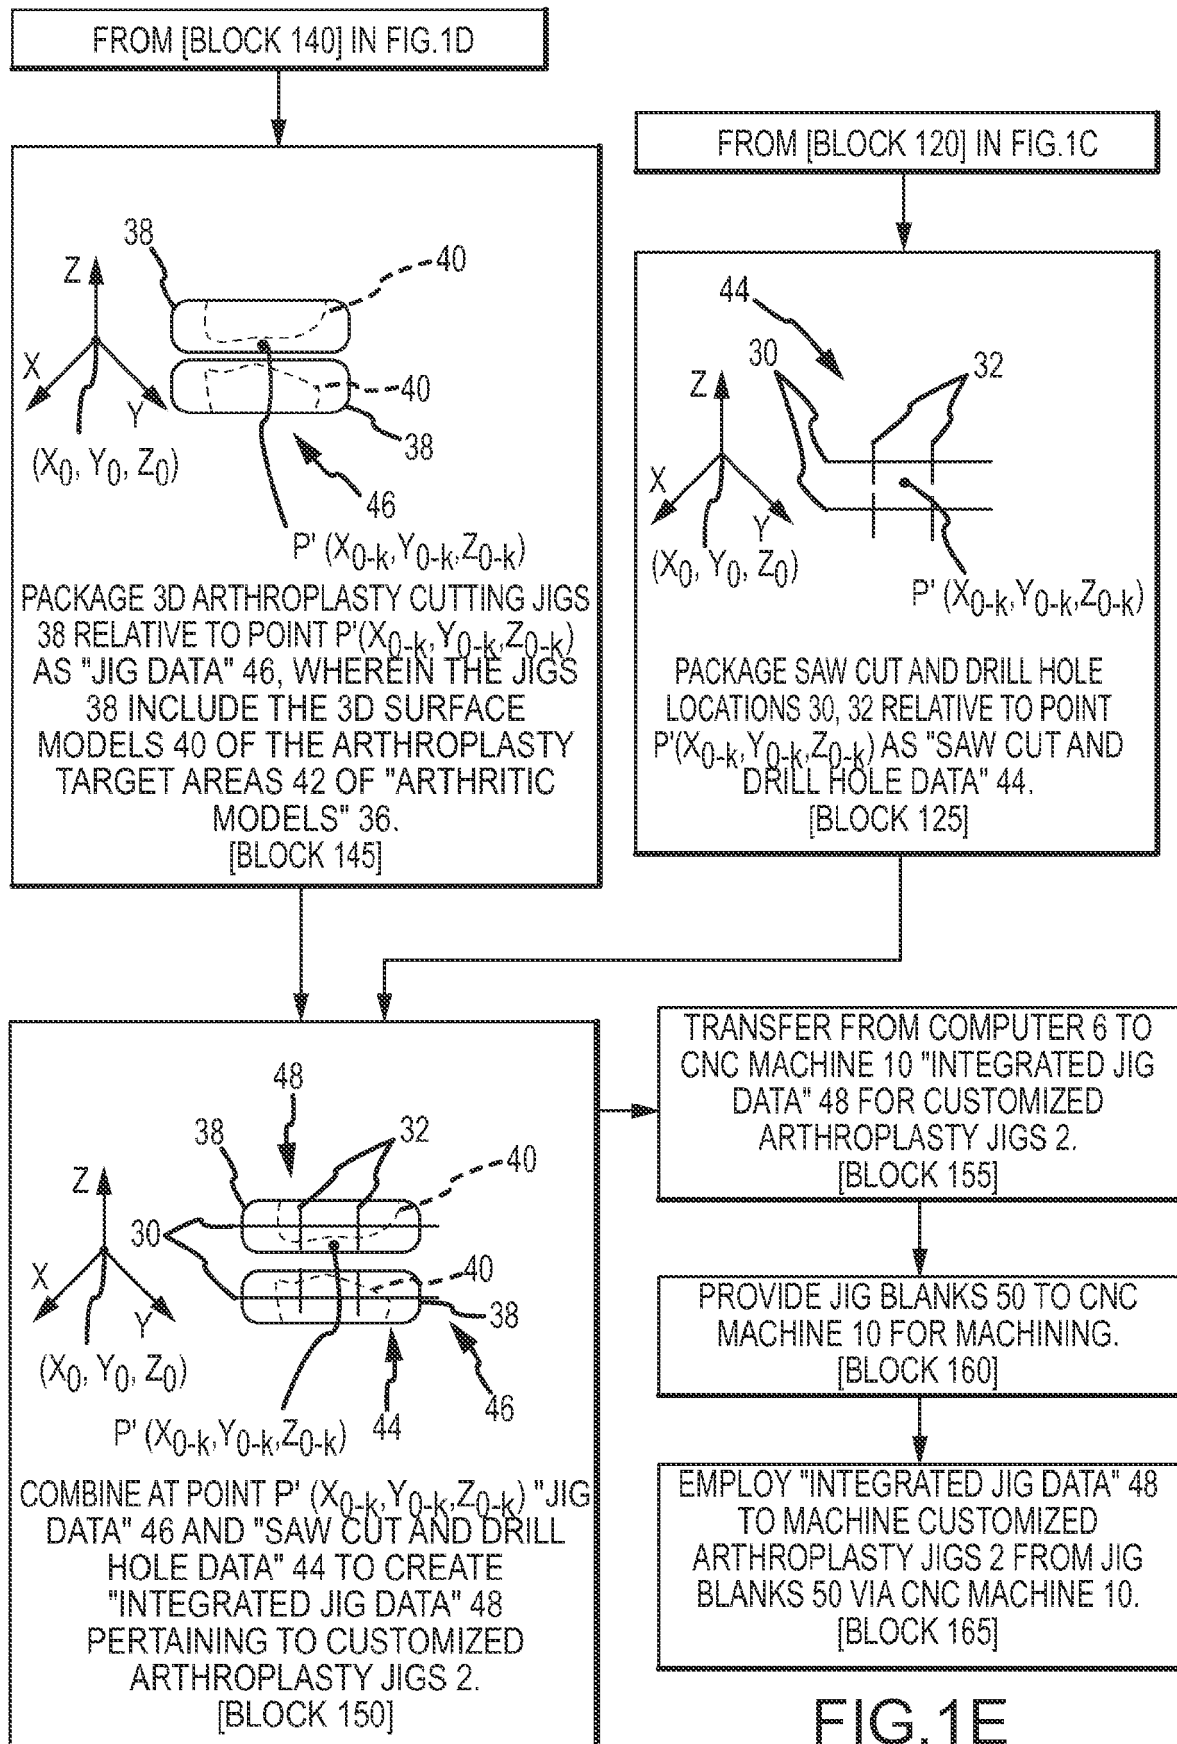 FROM [BLOCK 140] IN FIG.1D
38
40
Z
X
Y
40
38
(X0, Y0, Z0)
46
P' (X0-k,Y0-k,Z0-k)
PACKAGE 3D ARTHROPLASTY CUTTING JIGS
38 RELATIVE TO POINT P'(X0-k,Y0-k,Z0-k)
AS "JIG DATA" 46, WHEREIN THE JIGS
38 INCLUDE THE 3D SURFACE
MODELS 40 OF THE ARTHROPLASTY
TARGET AREAS 42 OF "ARTHRITIC
MODELS" 36.
[BLOCK 145]
FROM [BLOCK 120] IN FIG.1C
44
30
32
Z
X
Y
(X0, Y0, Z0)
P' (X0-k,Y0-k,Z0-k)
PACKAGE SAW CUT AND DRILL HOLE
LOCATIONS 30, 32 RELATIVE TO POINT
P'(X0-k,Y0-k,Z0-k) AS "SAW CUT AND
DRILL HOLE DATA" 44.
[BLOCK 125]
48
38
32
40
Z
30
X
Y
40
38
(X0, Y0, Z0)
44
46
P' (X0-k,Y0-k,Z0-k)
COMBINE AT POINT P' (X0-k,Y0-k,Z0-k) "JIG
DATA" 46 AND "SAW CUT AND DRILL
HOLE DATA" 44 TO CREATE
"INTEGRATED JIG DATA" 48
PERTAINING TO CUSTOMIZED
ARTHROPLASTY JIGS 2.
[BLOCK 150]
TRANSFER FROM COMPUTER 6 TO
CNC MACHINE 10 "INTEGRATED JIG
DATA" 48 FOR CUSTOMIZED
ARTHROPLASTY JIGS 2.
[BLOCK 155]
PROVIDE JIG BLANKS 50 TO CNC
MACHINE 10 FOR MACHINING.
[BLOCK 160]
EMPLOY "INTEGRATED JIG DATA" 48
TO MACHINE CUSTOMIZED
ARTHROPLASTY JIGS 2 FROM JIG
BLANKS 50 VIA CNC MACHINE 10.
[BLOCK 165]
FIG.1E